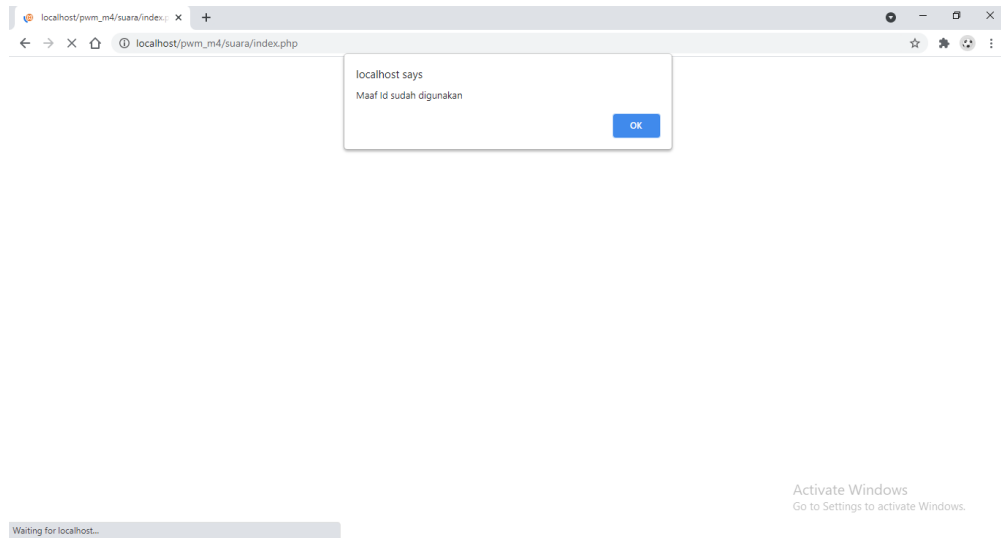 localhost/pwm_m4/suara/index.p
localhost/pwm_m4/suara/index.php
localhost says
Maaf Id sudah digunakan
OK
Activate Windows
Go to Settings to activate Windows.
Waiting for localhost...